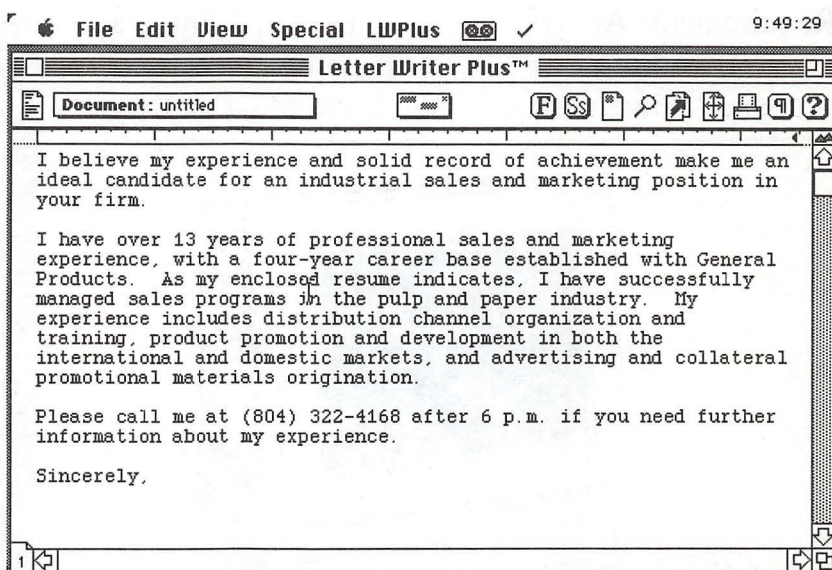 File Edit View Special LWPlus 9:49:29
Letter Writer Plus™
Document: untitled F Ss ¶ ?
I believe my experience and solid record of achievement make me an
ideal candidate for an industrial sales and marketing position in
your firm.
I have over 13 years of professional sales and marketing
experience, with a four-year career base established with General
Products. As my enclosed resume indicates, I have successfully
managed sales programs in the pulp and paper industry. My
experience includes distribution channel organization and
training, product promotion and development in both the
international and domestic markets, and advertising and collateral
promotional materials origination.
Please call me at (804) 322-4168 after 6 p.m. if you need further
information about my experience.
Sincerely,
1